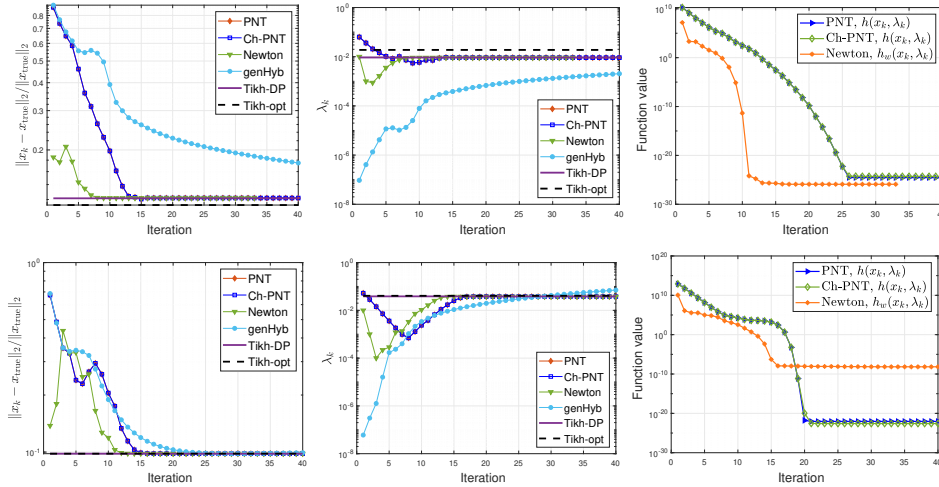 0.8
0.7
0.6
0.5
0.4
0.3
0.2
0 5 10 15 20 25 30 35 40
Iteration
‖x_k − x_true‖_2/‖x_true‖_2
PNT
Ch-PNT
Newton
genHyb
Tikh-DP
Tikh-opt
10^0
10^-2
10^-4
10^-6
10^-8
0 5 10 15 20 25 30 35 40
Iteration
λ_k
PNT
Ch-PNT
Newton
genHyb
Tikh-DP
Tikh-opt
10^10
10^0
10^-10
10^-20
10^-30
0 5 10 15 20 25 30 35 40
Iteration
Function value
PNT, h(x_k, λ_k)
Ch-PNT, h(x_k, λ_k)
Newton, h_w(x_k, λ_k)
10^0
10^-1
0 5 10 15 20 25 30 35 40
Iteration
‖x_k − x_true‖_2/‖x_true‖_2
PNT
Ch-PNT
Newton
genHyb
Tikh-DP
Tikh-opt
10^0
10^-2
10^-4
10^-6
10^-8
0 5 10 15 20 25 30 35 40
Iteration
λ_k
PNT
Ch-PNT
Newton
genHyb
Tikh-DP
Tikh-opt
10^20
10^10
10^0
10^-10
10^-20
10^-30
0 5 10 15 20 25 30 35 40
Iteration
Function value
PNT, h(x_k, λ_k)
Ch-PNT, h(x_k, λ_k)
Newton, h_w(x_k, λ_k)